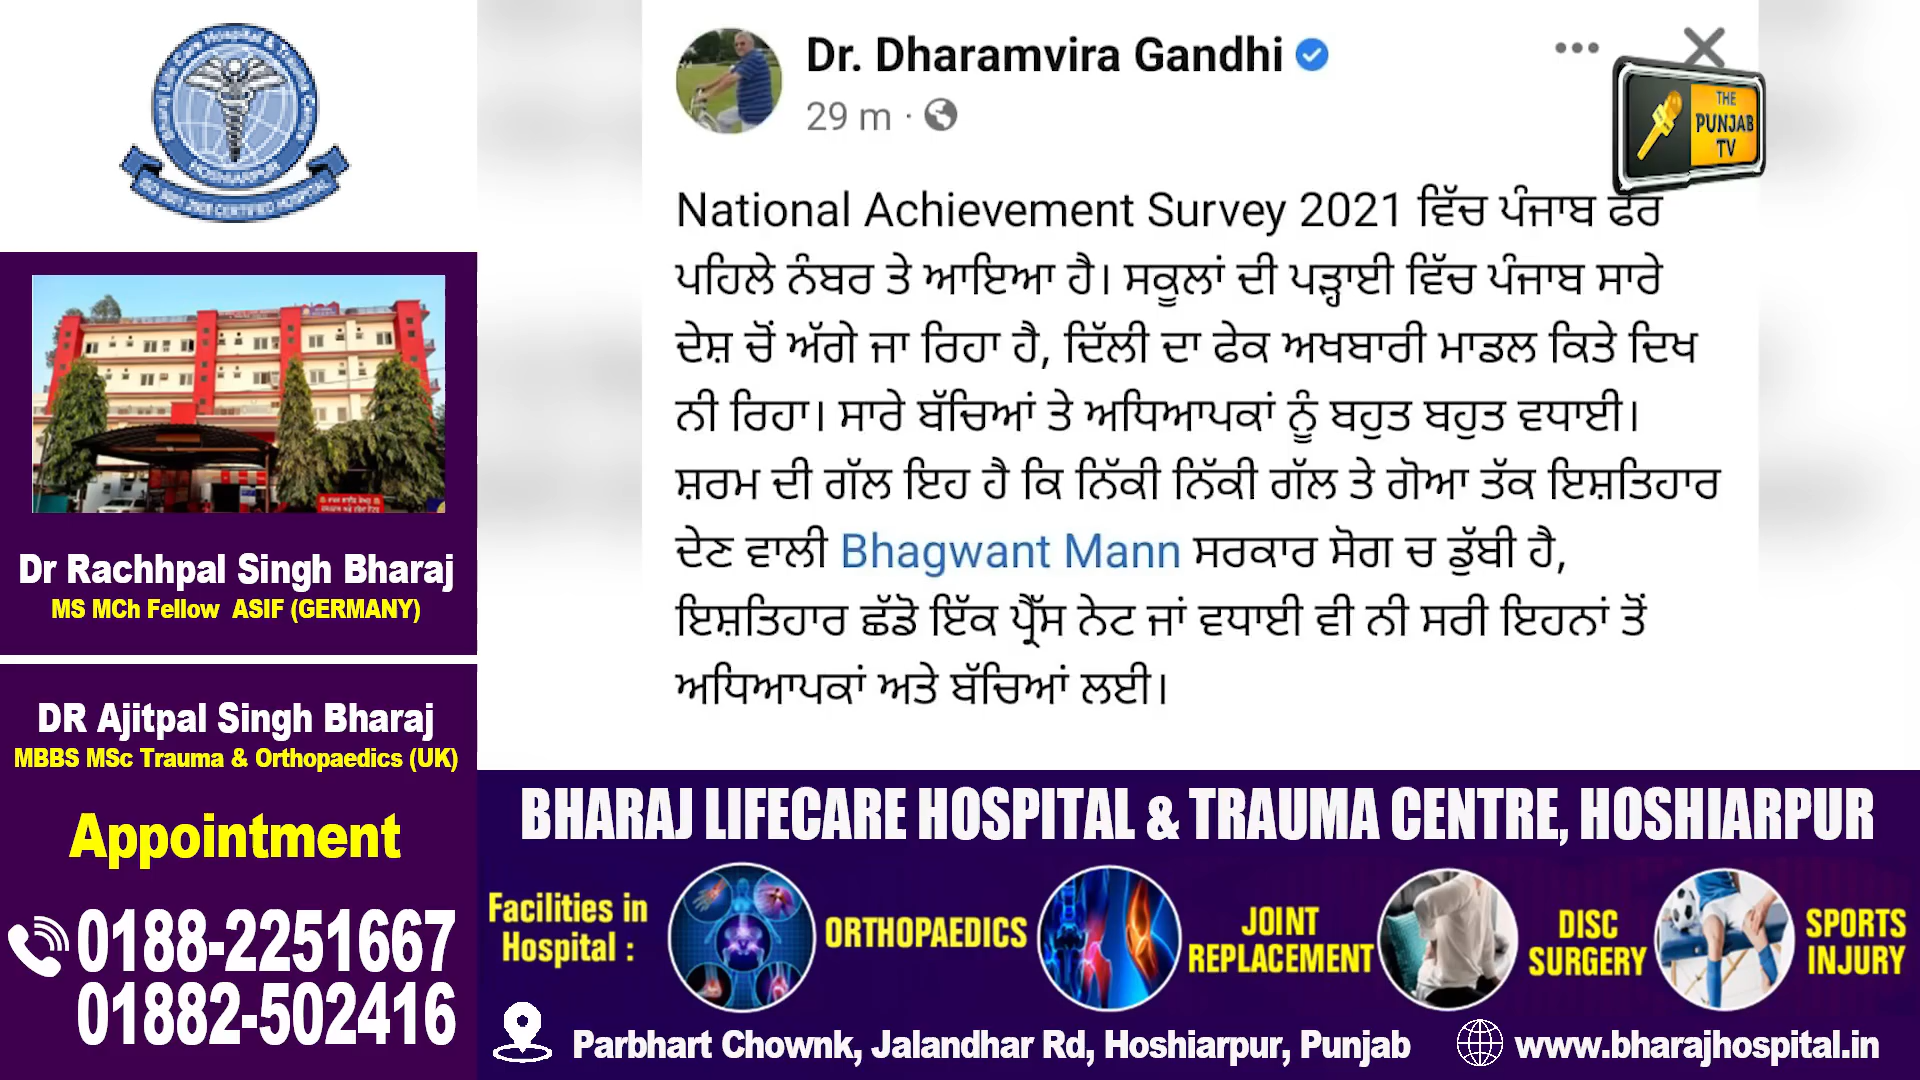 Dr. Dharamvira Gandhi
29 m ·
THE
PUNJAB
TV
National Achievement Survey 2021 ਵਿੱਚ ਪੰਜਾਬ ਫੇਰ
ਪਹਿਲੇ ਨੰਬਰ ਤੇ ਆਇਆ ਹੈ। ਸਕੂਲਾਂ ਦੀ ਪੜ੍ਹਾਈ ਵਿੱਚ ਪੰਜਾਬ ਸਾਰੇ
ਦੇਸ਼ ਚੋਂ ਅੱਗੇ ਜਾ ਰਿਹਾ ਹੈ, ਦਿੱਲੀ ਦਾ ਫੇਕ ਅਖਬਾਰੀ ਮਾਡਲ ਕਿਤੇ ਦਿਖ
ਨੀ ਰਿਹਾ। ਸਾਰੇ ਬੱਚਿਆਂ ਤੇ ਅਧਿਆਪਕਾਂ ਨੂੰ ਬਹੁਤ ਬਹੁਤ ਵਧਾਈ।
ਸ਼ਰਮ ਦੀ ਗੱਲ ਇਹ ਹੈ ਕਿ ਨਿੱਕੀ ਨਿੱਕੀ ਗੱਲ ਤੇ ਗੋਆ ਤੱਕ ਇਸ਼ਤਿਹਾਰ
ਦੇਣ ਵਾਲੀ Bhagwant Mann ਸਰਕਾਰ ਸੋਗ ਚ ਡੁੱਬੀ ਹੈ,
ਇਸ਼ਤਿਹਾਰ ਛੱਡੋ ਇੱਕ ਪ੍ਰੈੱਸ ਨੋਟ ਜਾਂ ਵਧਾਈ ਵੀ ਨੀ ਸਰੀ ਇਹਨਾਂ ਤੋਂ
ਅਧਿਆਪਕਾਂ ਅਤੇ ਬੱਚਿਆਂ ਲਈ।
HOSHIARPUR
Dr Rachhpal Singh Bharaj
MS MCh Fellow ASIF (GERMANY)
DR Ajitpal Singh Bharaj
MBBS MSc Trauma & Orthopaedics (UK)
Appointment
0188-2251667
01882-502416
BHARAJ LIFECARE HOSPITAL & TRAUMA CENTRE, HOSHIARPUR
Facilities in
Hospital :
ORTHOPAEDICS
JOINT
REPLACEMENT
DISC
SURGERY
SPORTS
INJURY
Parbhart Chownk, Jalandhar Rd, Hoshiarpur, Punjab
www.bharajhospital.in